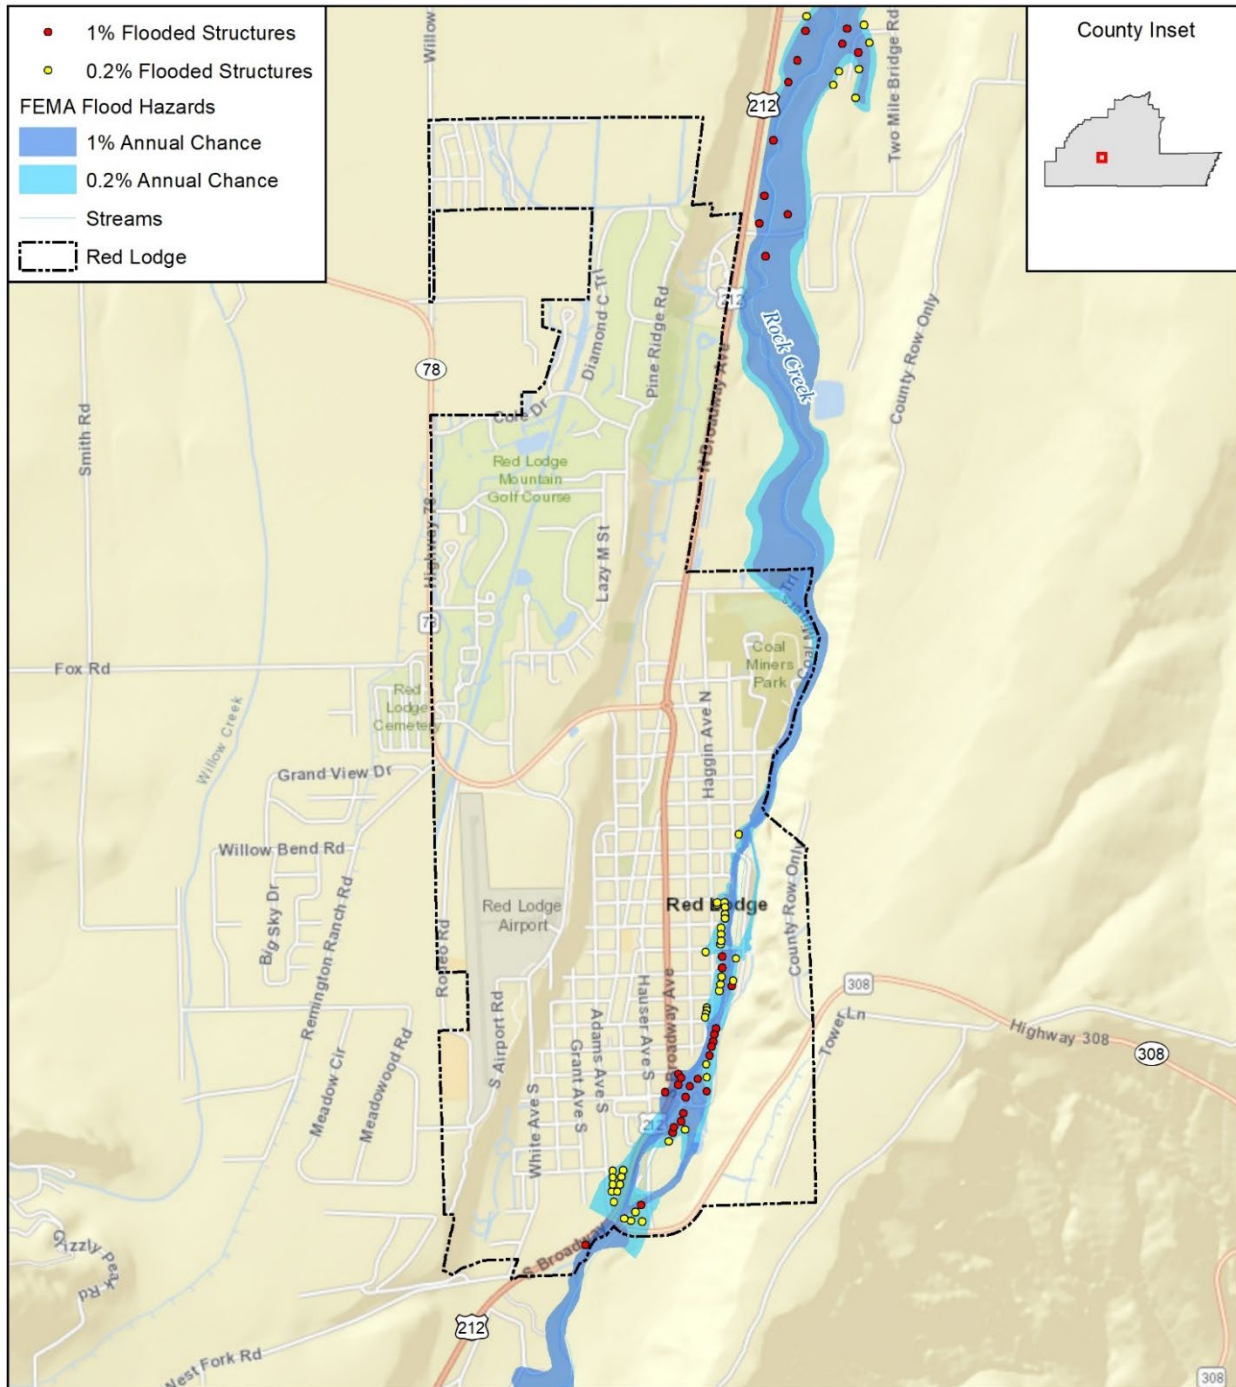 1% Flooded Structures
0.2% Flooded Structures
FEMA Flood Hazards
1% Annual Chance
0.2% Annual Chance
Streams
Red Lodge
County Inset
Willow
212
Two Mile Bridge Rd
Diamond C Trl
Pine Ridge Rd
212
Rock Creek
County Row Only
78
Smith Rd
N Broadway Ave
Red Lodge
Mountain
Golf Course
Highway 78
Lazy M St
78
Coal Miner's Trl
Coal
Miners
Park
Fox Rd
Red
Lodge
Cemetery
Willow Creek
Haggin Ave N
Grand View Dr
Willow Bend Rd
Big Sky Dr
Remington Ranch Rd
Rodeo Rd
Red Lodge
Airport
Red Lodge
County Row Only
308
Tower Ln
Highway 308
308
Meadow Cir
Meadowood Rd
S Airport Rd
White Ave S
Grant Ave S
Adams Ave S
Hauser Ave S
S Broadway Ave
212
S Broadway
Grizzly Peak
Rd
212
West Fork Rd
308